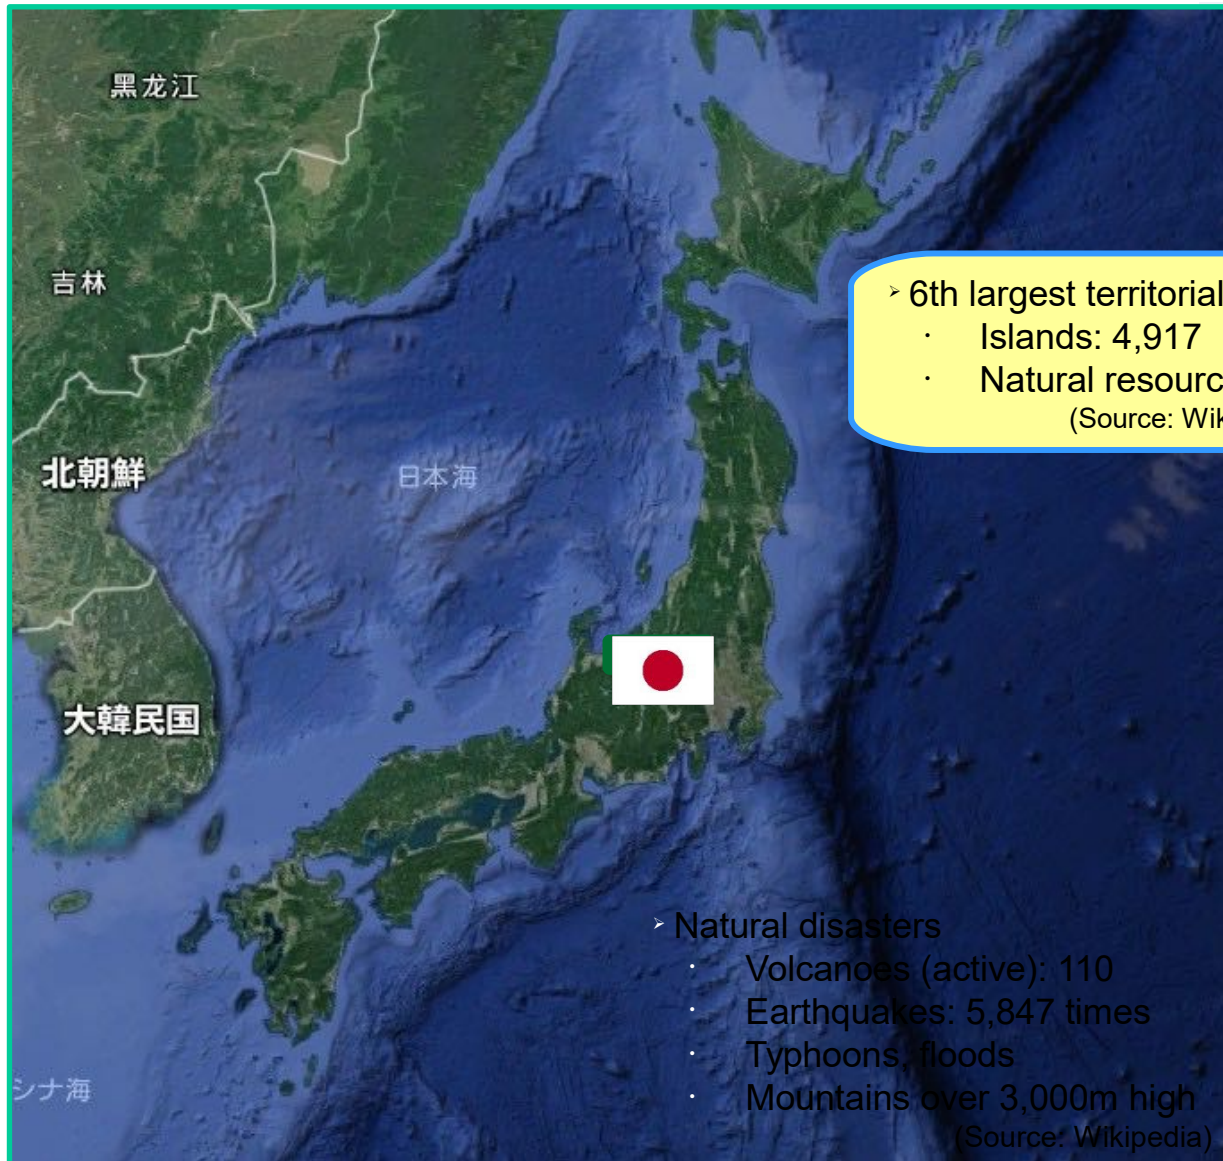 黑龙江
吉林
➢ 6th largest territorial
· Islands: 4,917
· Natural resourc
(Source: Wik
北朝鮮
日本海
大韓民国
➢ Natural disasters
· Volcanoes (active): 110
· Earthquakes: 5,847 times
· Typhoons, floods
· Mountains over 3,000m high
(Source: Wikipedia)
シナ海